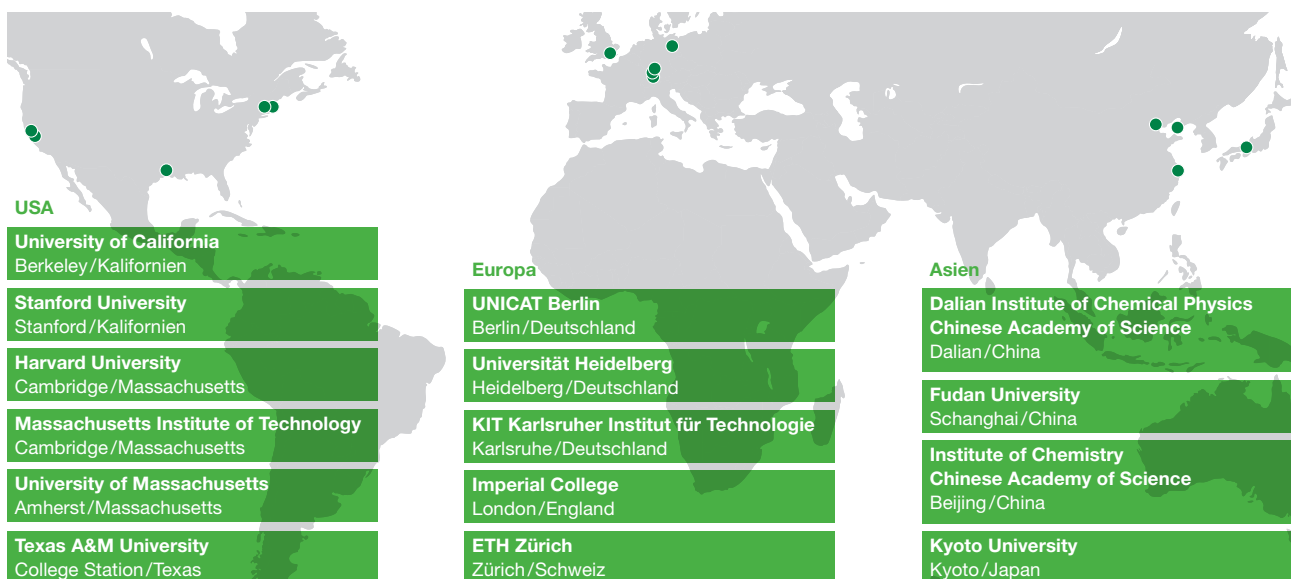 USA
University of California
Berkeley/Kalifornien
Stanford University
Stanford/Kalifornien
Harvard University
Cambridge/Massachusetts
Massachusetts Institute of Technology
Cambridge/Massachusetts
University of Massachusetts
Amherst/Massachusetts
Texas A&M University
College Station/Texas
Europa
UNICAT Berlin
Berlin/Deutschland
Universität Heidelberg
Heidelberg/Deutschland
KIT Karlsruher Institut für Technologie
Karlsruhe/Deutschland
Imperial College
London/England
ETH Zürich
Zürich/Schweiz
Asien
Dalian Institute of Chemical Physics
Chinese Academy of Science
Dalian/China
Fudan University
Schanghai/China
Institute of Chemistry
Chinese Academy of Science
Beijing/China
Kyoto University
Kyoto/Japan